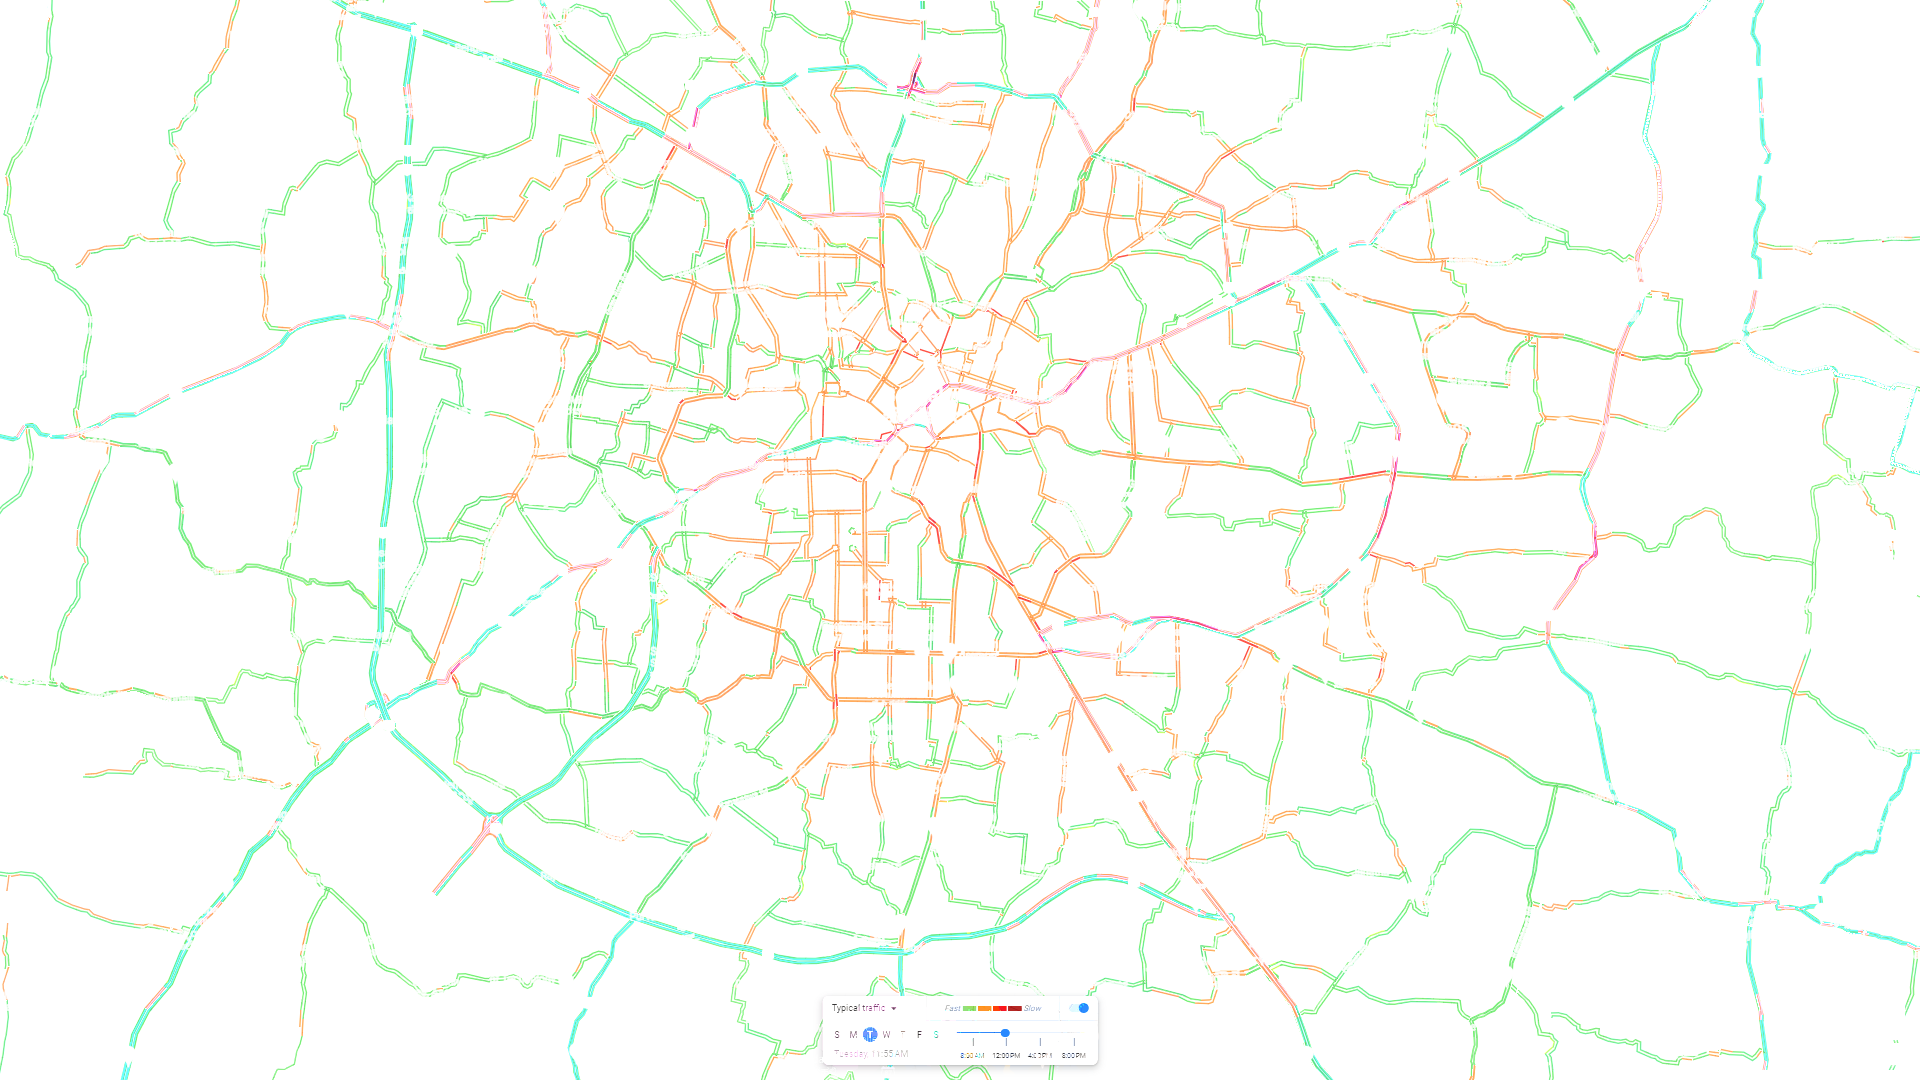 Typical traffic
Fast Slow
S M T W T F S
Tuesday 11:55 AM
8:00 AM 12:00 PM 4:00 PM 8:00 PM